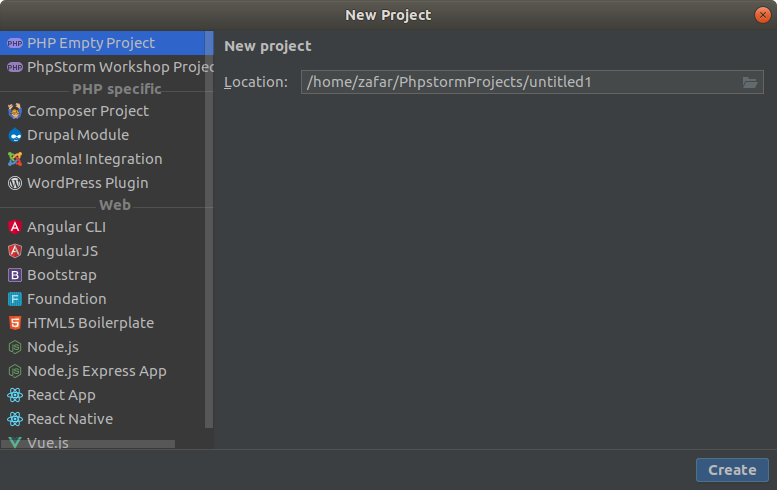 New Project
PHP Empty Project
PhpStorm Workshop Projec
PHP specific
Composer Project
Drupal Module
Joomla! Integration
WordPress Plugin
Web
Angular CLI
AngularJS
Bootstrap
Foundation
HTML5 Boilerplate
Node.js
Node.js Express App
React App
React Native
Vue.js
New project
Location: /home/zafar/PhpstormProjects/untitled1
Create